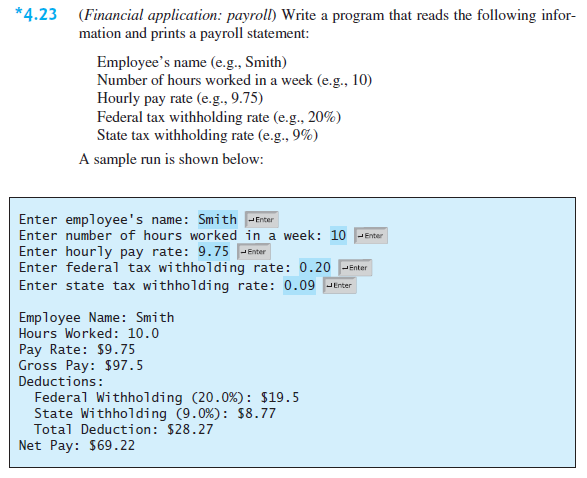 *4.23 (Financial application: payroll) Write a program that reads the following infor-
mation and prints a payroll statement:
Employee's name (e.g., Smith)
Number of hours worked in a week (e.g., 10)
Hourly pay rate (e.g., 9.75)
Federal tax withholding rate (e.g., 20%)
State tax withholding rate (e.g., 9%)
A sample run is shown below:
Enter employee's name: Smith ↵Enter
Enter number of hours worked in a week: 10 ↵Enter
Enter hourly pay rate: 9.75 ↵Enter
Enter federal tax withholding rate: 0.20 ↵Enter
Enter state tax withholding rate: 0.09 ↵Enter
Employee Name: Smith
Hours Worked: 10.0
Pay Rate: $9.75
Gross Pay: $97.5
Deductions:
Federal Withholding (20.0%): $19.5
State Withholding (9.0%): $8.77
Total Deduction: $28.27
Net Pay: $69.22